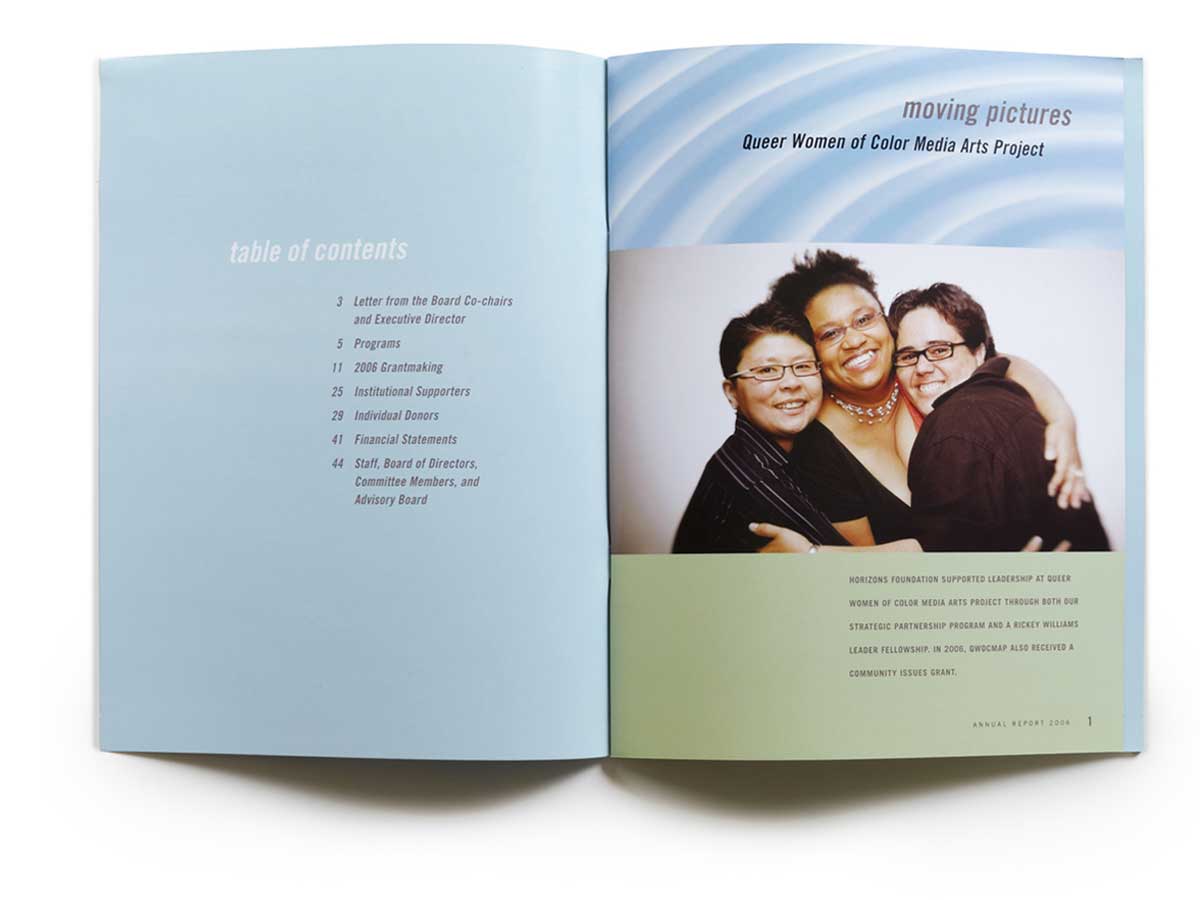 table of contents
3 Letter from the Board Co-chairs
and Executive Director
5 Programs
11 2006 Grantmaking
25 Institutional Supporters
29 Individual Donors
41 Financial Statements
44 Staff, Board of Directors,
Committee Members, and
Advisory Board
moving pictures
Queer Women of Color Media Arts Project
HORIZONS FOUNDATION SUPPORTED LEADERSHIP AT QUEER
WOMEN OF COLOR MEDIA ARTS PROJECT THROUGH BOTH OUR
STRATEGIC PARTNERSHIP PROGRAM AND A RICKEY WILLIAMS
LEADER FELLOWSHIP. IN 2006, QWOCMAP ALSO RECEIVED A
COMMUNITY ISSUES GRANT.
ANNUAL REPORT 2006 1